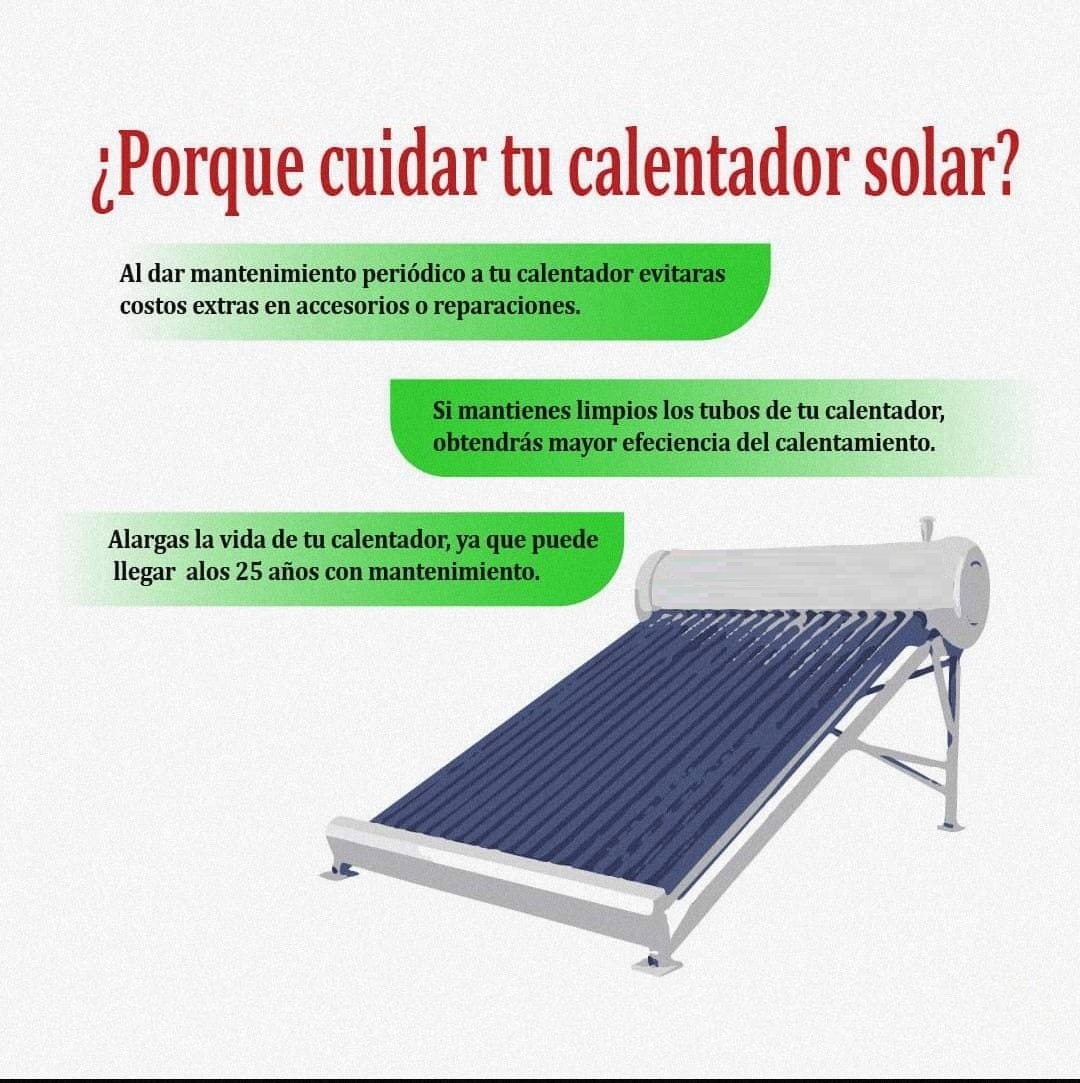 ¿Porque cuidar tu calentador solar?
Al dar mantenimiento periódico a tu calentador evitaras
costos extras en accesorios o reparaciones.
Si mantienes limpios los tubos de tu calentador,
obtendrás mayor efeciencia del calentamiento.
Alargas la vida de tu calentador, ya que puede
llegar alos 25 años con mantenimiento.